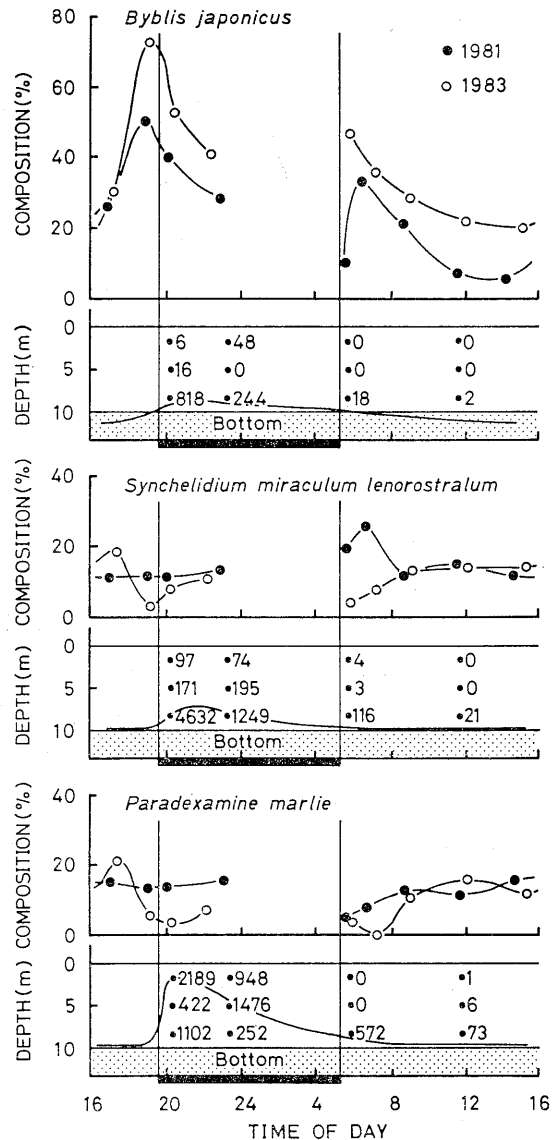 Byblis japonicus
80
60
40
20
0
COMPOSITION (%)
1981
1983
0
5
10
DEPTH (m)
6 48 0 0
16 0 0 0
818 244 18 2
Bottom
Synchelidium miraculum lenorostralum
40
20
0
COMPOSITION (%)
0
5
10
DEPTH (m)
97 74 4 0
171 195 3 0
4632 1249 116 21
Bottom
Paradexamine marlie
40
20
0
COMPOSITION (%)
0
5
10
DEPTH (m)
2189 948 0 1
422 1476 0 6
1102 252 572 73
Bottom
16 20 24 4 8 12 16
TIME OF DAY